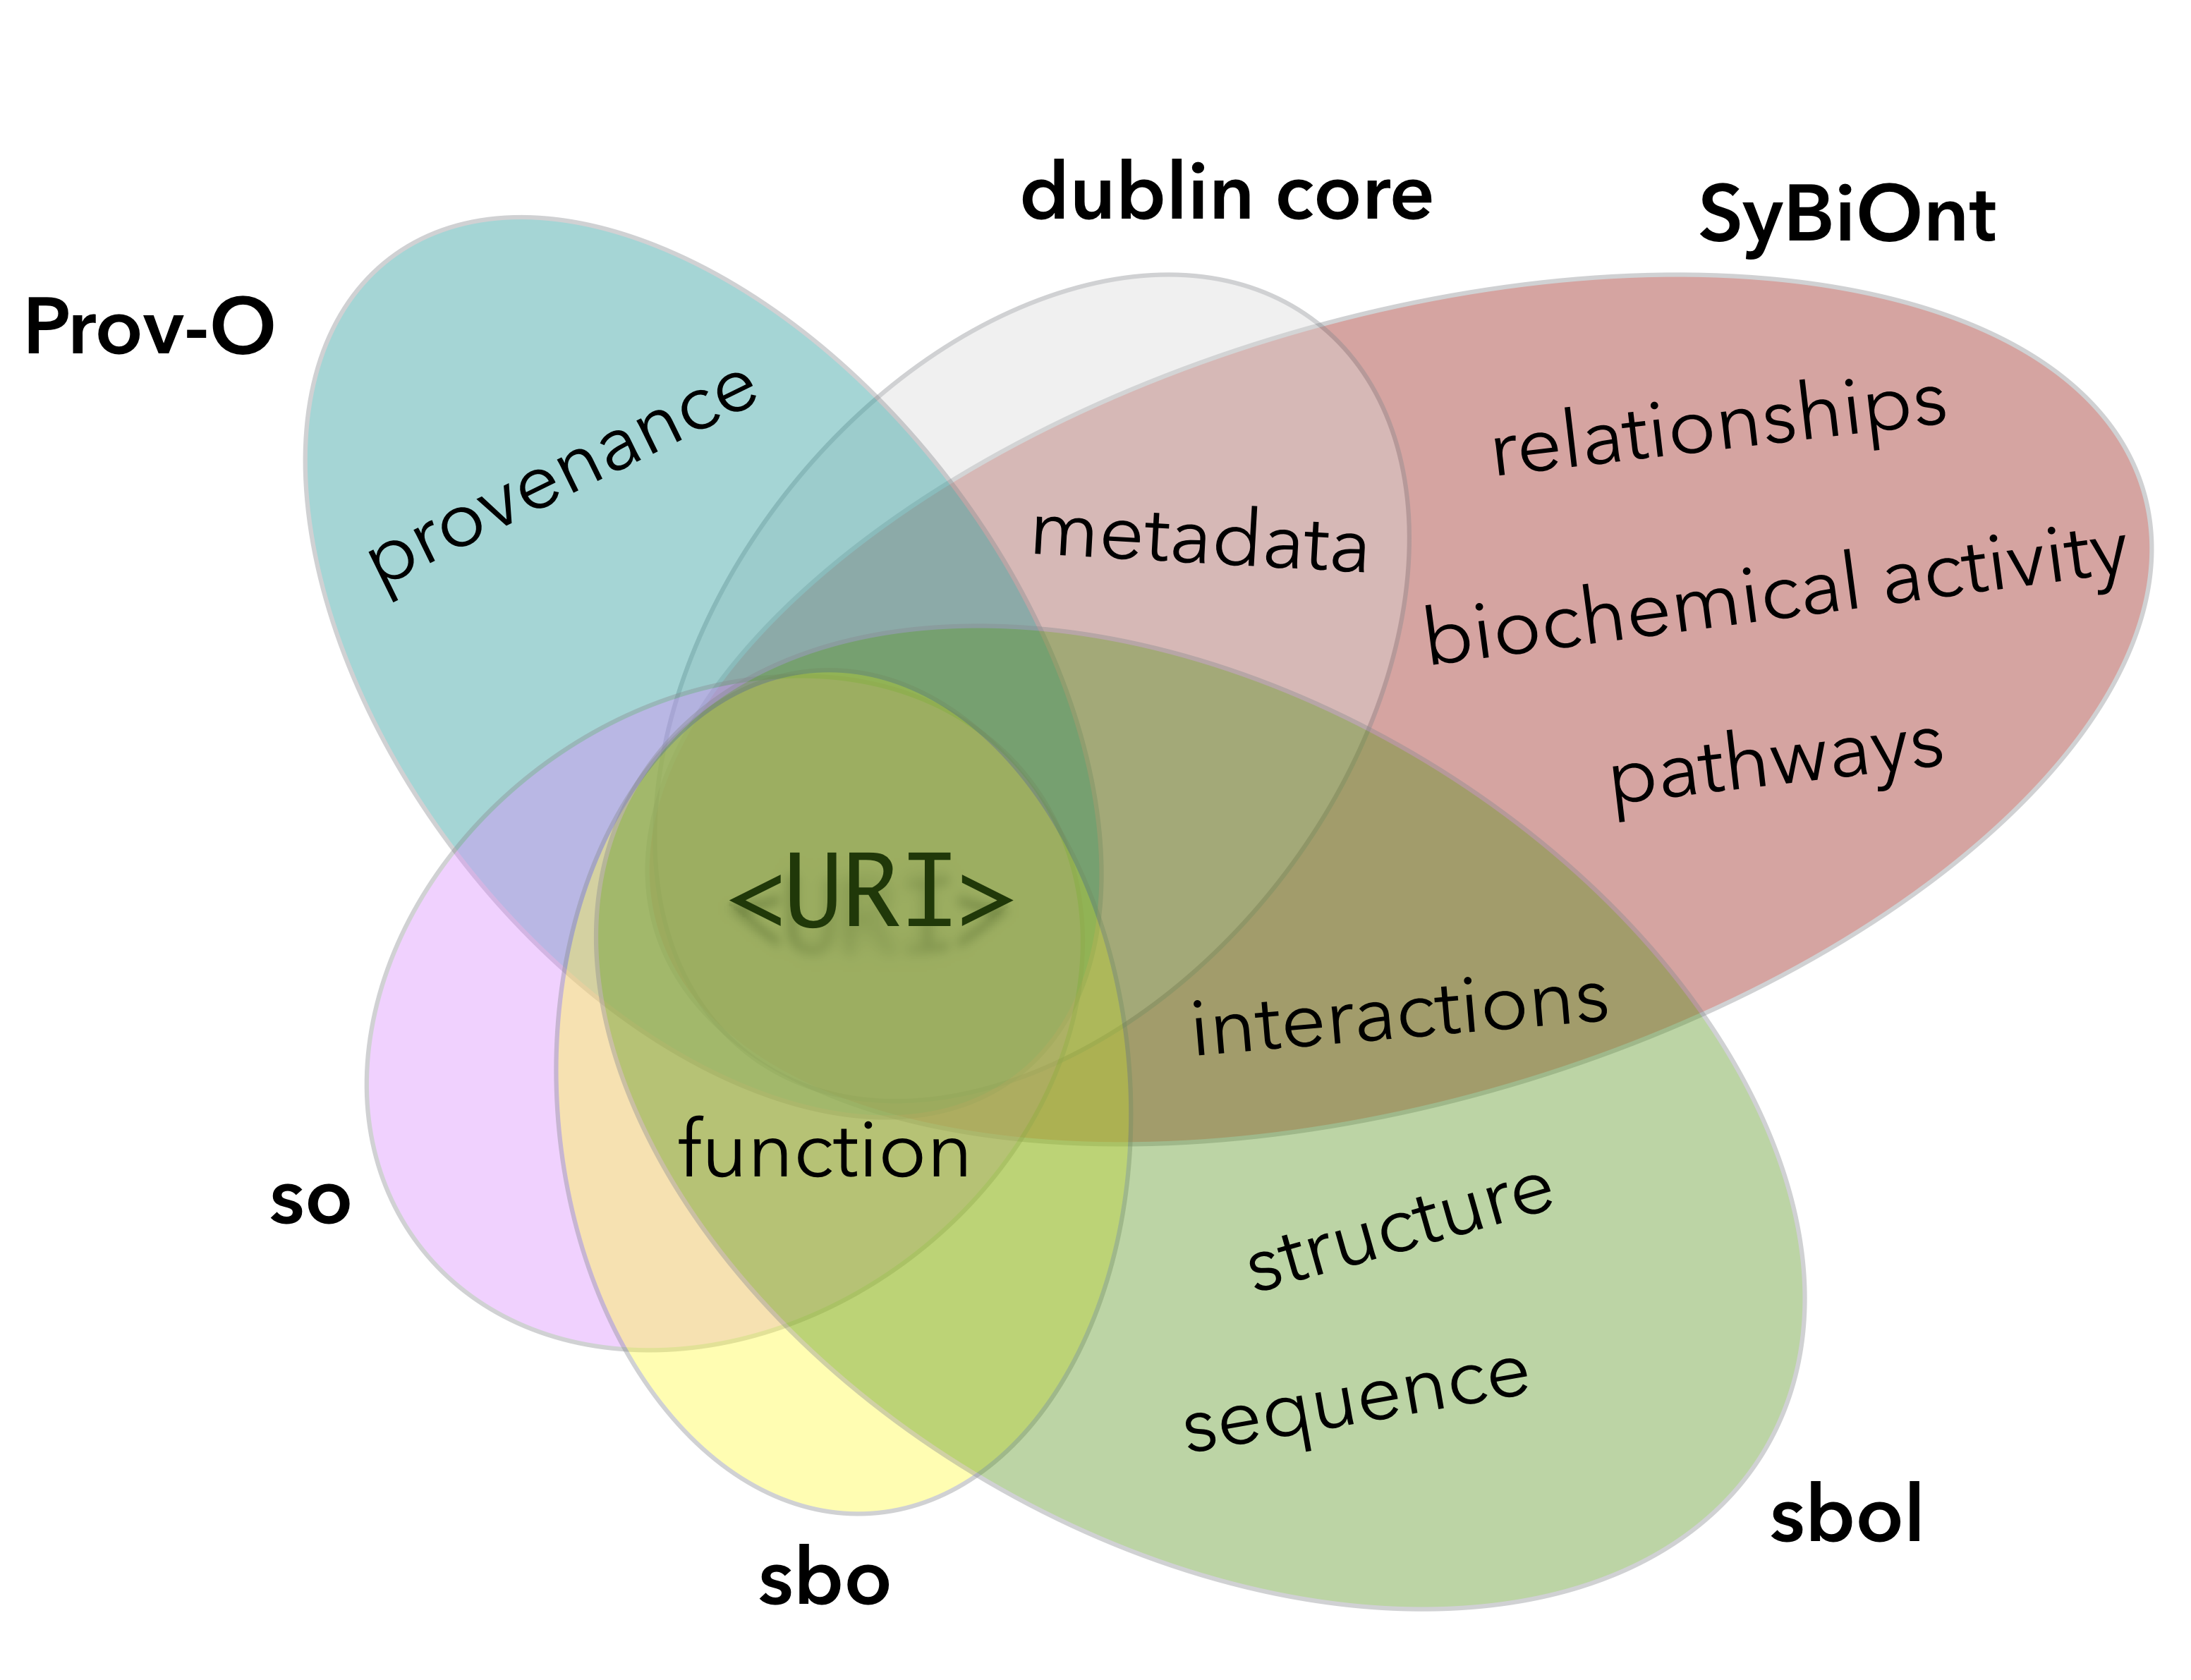 dublin core
SyBiOnt
Prov-O
provenance
relationships
metadata
biochemical activity
pathways
<URI>
interactions
function
so
structure
sequence
sbol
sbo